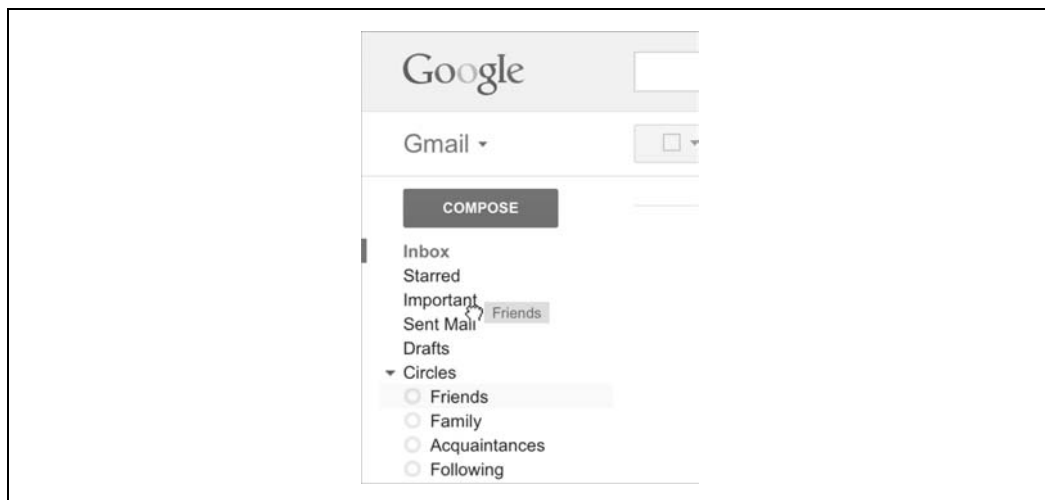 Google
Gmail
COMPOSE
Inbox
Starred
Important
Friends
Sent Mail
Drafts
Circles
Friends
Family
Acquaintances
Following